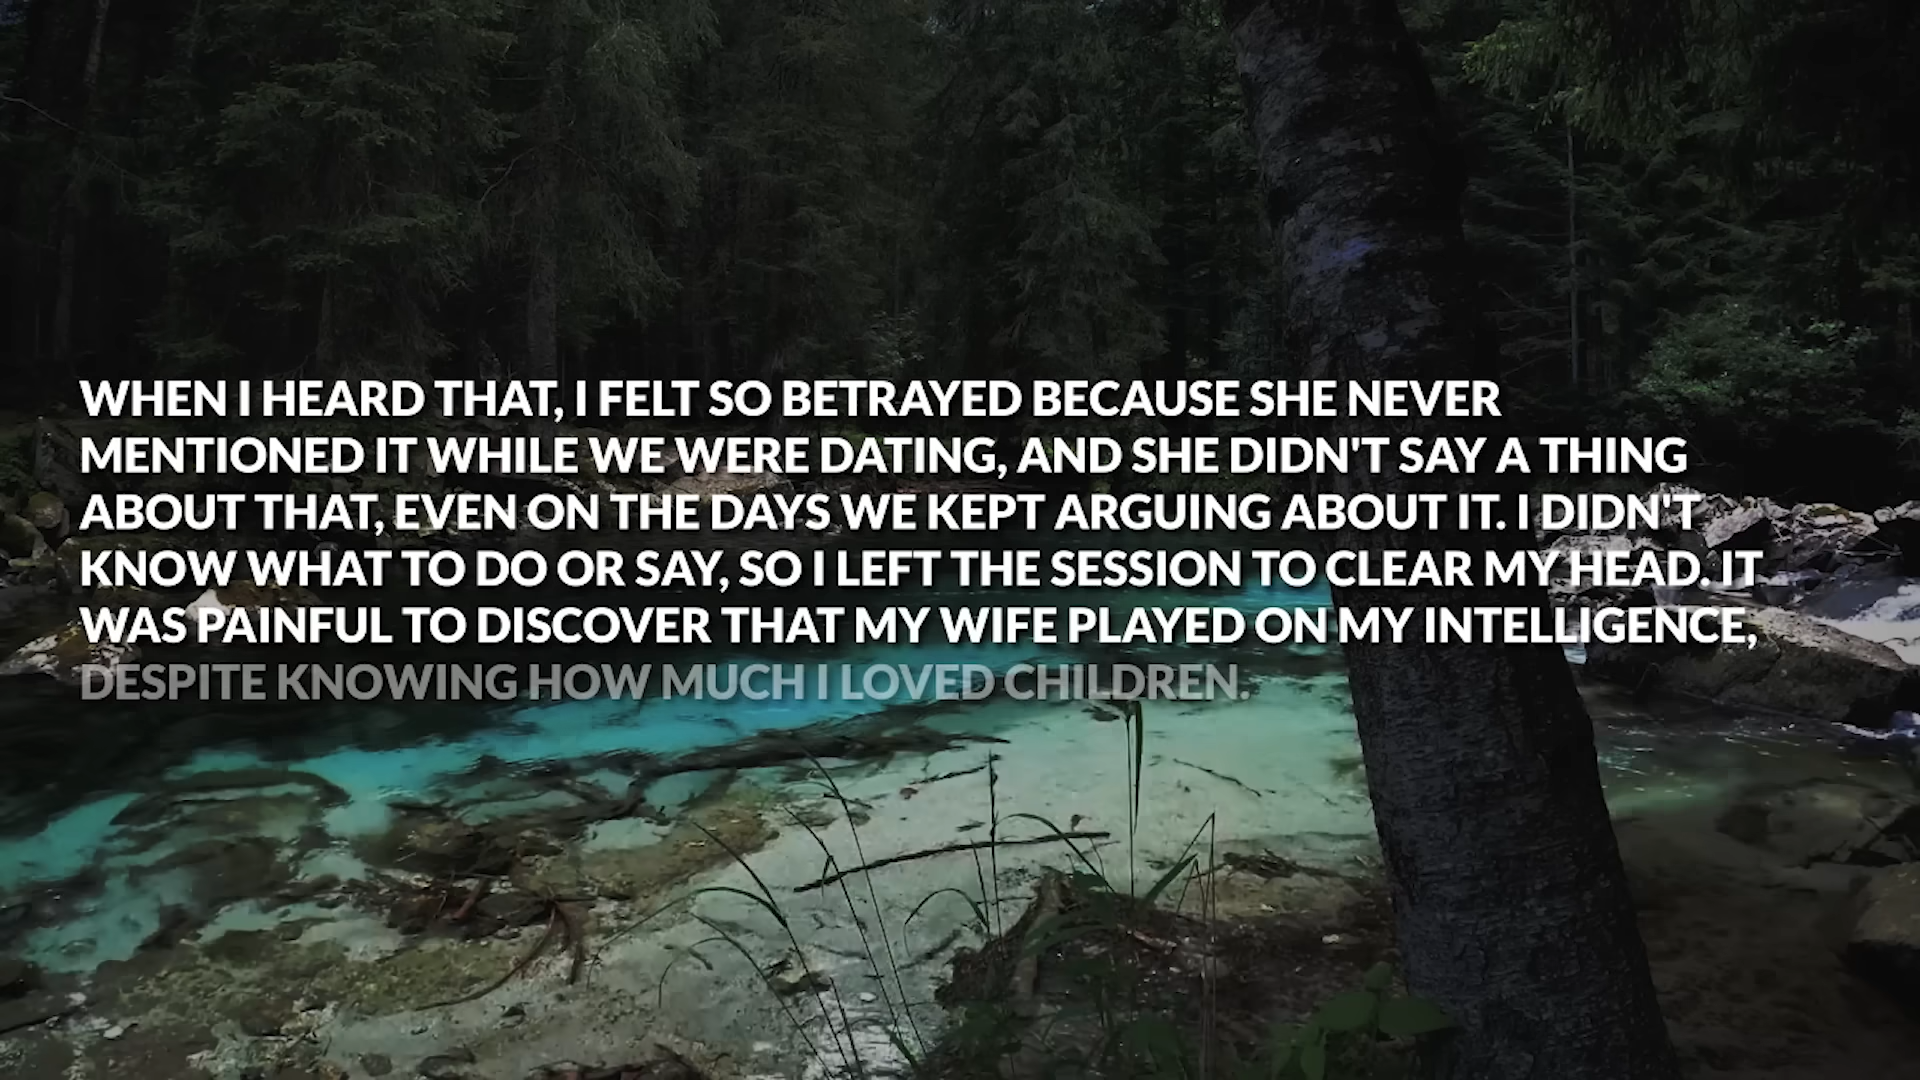 WHEN I HEARD THAT, I FELT SO BETRAYED BECAUSE SHE NEVER
MENTIONED IT WHILE WE WERE DATING, AND SHE DIDN'T SAY A THING
ABOUT THAT, EVEN ON THE DAYS WE KEPT ARGUING ABOUT IT. I DIDN'T
KNOW WHAT TO DO OR SAY, SO I LEFT THE SESSION TO CLEAR MY HEAD. IT
WAS PAINFUL TO DISCOVER THAT MY WIFE PLAYED ON MY INTELLIGENCE,
DESPITE KNOWING HOW MUCH I LOVED CHILDREN.